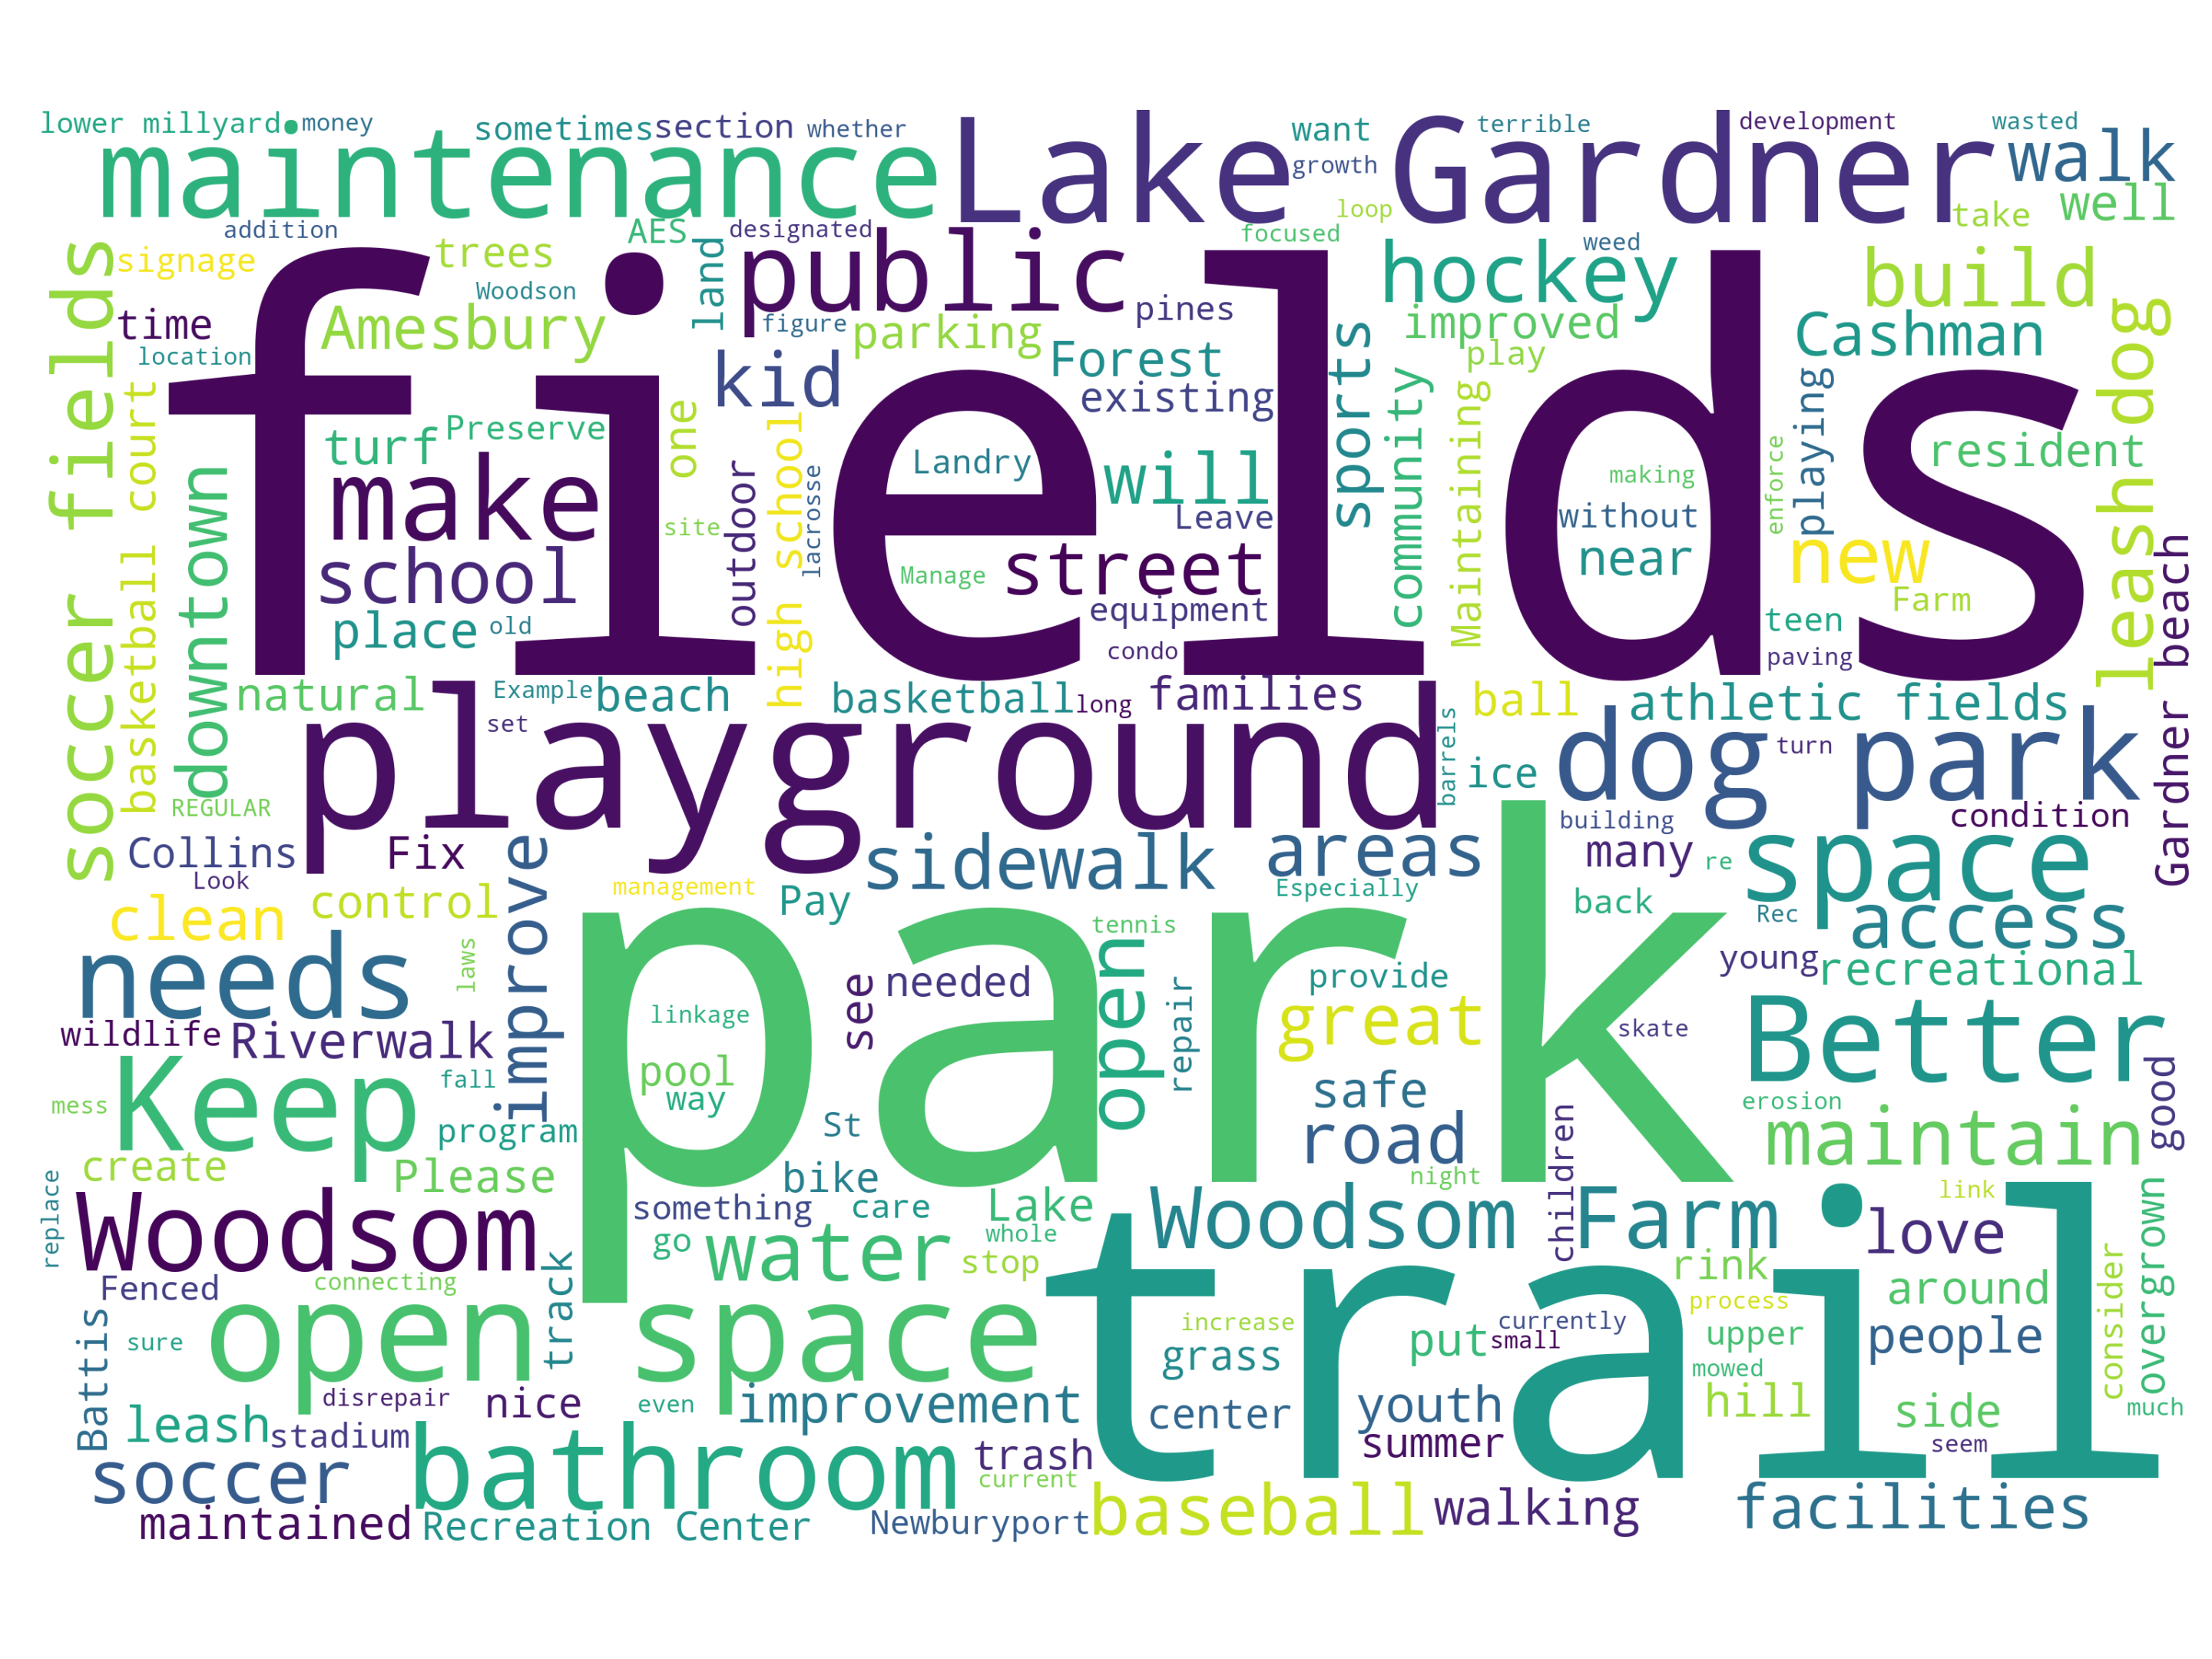 lower millyard
money
sometimes
section
whether
want
terrible
development
wasted
maintenance
Lake Gardner
walk
growth
addition
AES
designated
loop
focused
take
well
signage
trees
Woodson
land
public
pines
hockey
weed
build
time
Amesbury
figure
parking
improved
Cashman
location
fields
kid
Forest
existing
sports
play
leash dog
soccer fields
basketball court
downtown
turf
Preserve
one
Landry
will
community
Maintaining
making
enforce
playing
resident
make
outdoor
high school
lacrosse
site
Leave
without
school
Manage
street
near
new
place
old
equipment
Farm
teen
condo
paving
Gardner beach
natural
Example
beach
basketball
long
families
ball
athletic fields
set
playground
barrels
ice
dog park
turn
REGULAR
Collins
Fix
improve
sidewalk
areas
building
many
re
condition
space
Look
clean
control
management
Pay
Especially
back
Rec
access
needs
laws
park
tennis
open
see
needed
provide
young
recreational
wildlife
Riverwalk
linkage
repair
great
skate
Better
Keep
fall
pool
way
safe
erosion
good
mess
program
St
road
maintain
create
Please
bike
night
children
replace
Woodsom
something
care
Lake
Woodsom Farm
link
love
overgrown
go
water
whole
stop
rink
consider
Fenced
connecting
track
trail
process
around
Battis
sure
open space
increase
currently
put
small
upper
people
grass
mowed
disrepair
nice
even
improvement
center
youth
hill
side
much
leash
stadium
trash
summer
seem
soccer
bathroom
current
maintained
Recreation Center
Newburyport
baseball
walking
facilities